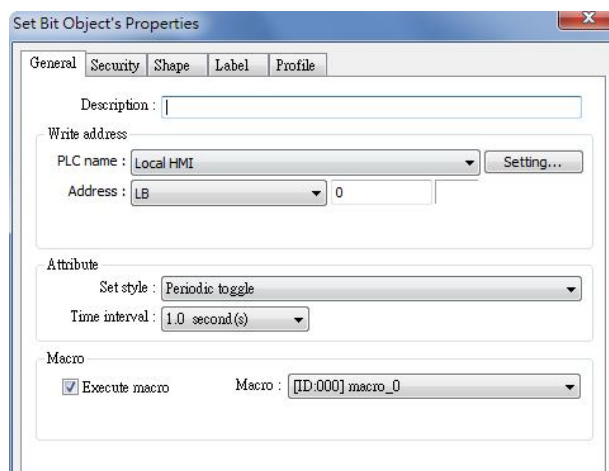 Set Bit Object's Properties
General Security Shape Label Profile
Description :
Write address
PLC name : Local HMI Setting...
Address : LB 0
Attribute
Set style : Periodic toggle
Time interval : 1.0 second(s)
Macro
Execute macro Macro : [ID:000] macro_0